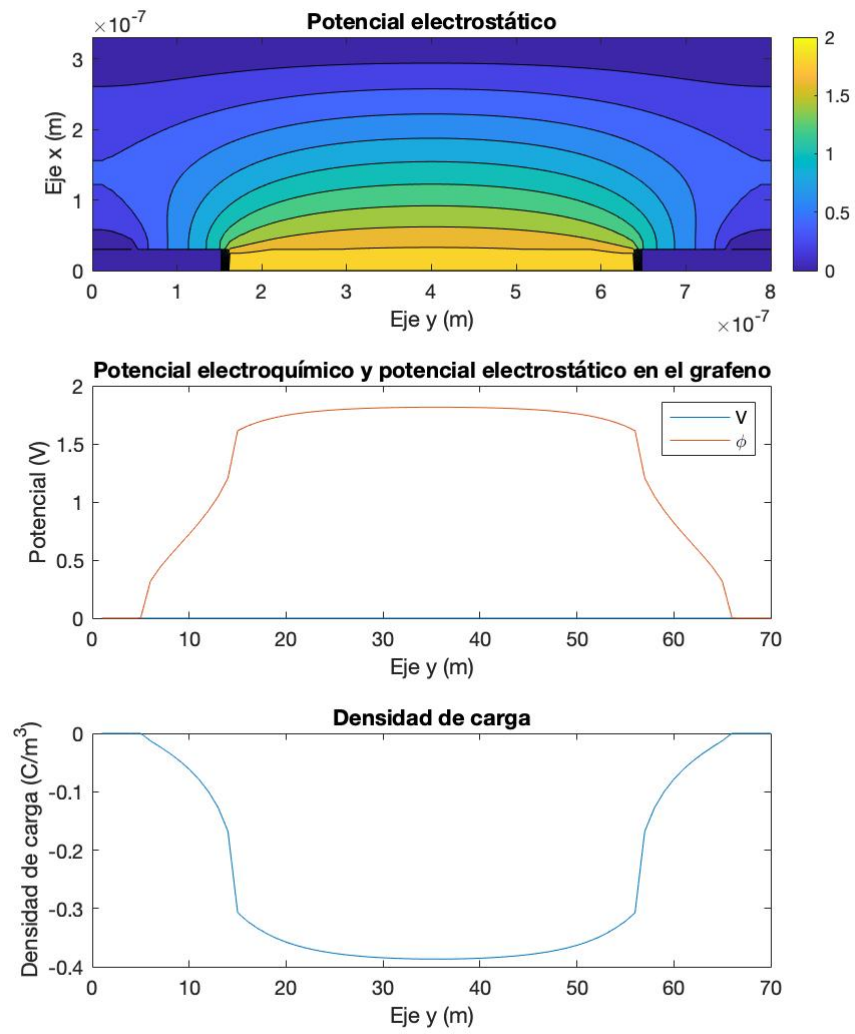 Potencial electrostático
×10⁻⁷
3
2
1
0
Eje x (m)
0 1 2 3 4 5 6 7 8
Eje y (m)
×10⁻⁷
2
1.5
1
0.5
0
Potencial electroquímico y potencial electrostático en el grafeno
2
1.5
1
0.5
0
Potencial (V)
V
ϕ
0 10 20 30 40 50 60 70
Eje y (m)
Densidad de carga
0
-0.1
-0.2
-0.3
-0.4
Densidad de carga (C/m³)
0 10 20 30 40 50 60 70
Eje y (m)